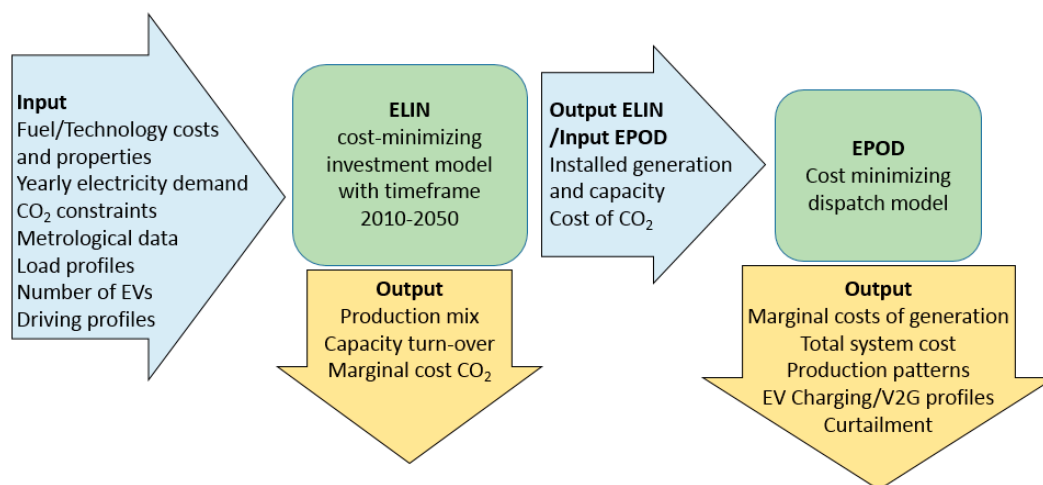 Input
Fuel/Technology costs
and properties
Yearly electricity demand
CO₂ constraints
Metrological data
Load profiles
Number of EVs
Driving profiles
ELIN
cost-minimizing
investment model
with timeframe
2010-2050
Output
Production mix
Capacity turn-over
Marginal cost CO₂
Output ELIN
/Input EPOD
Installed generation
and capacity
Cost of CO₂
EPOD
Cost minimizing
dispatch model
Output
Marginal costs of generation
Total system cost
Production patterns
EV Charging/V2G profiles
Curtailment